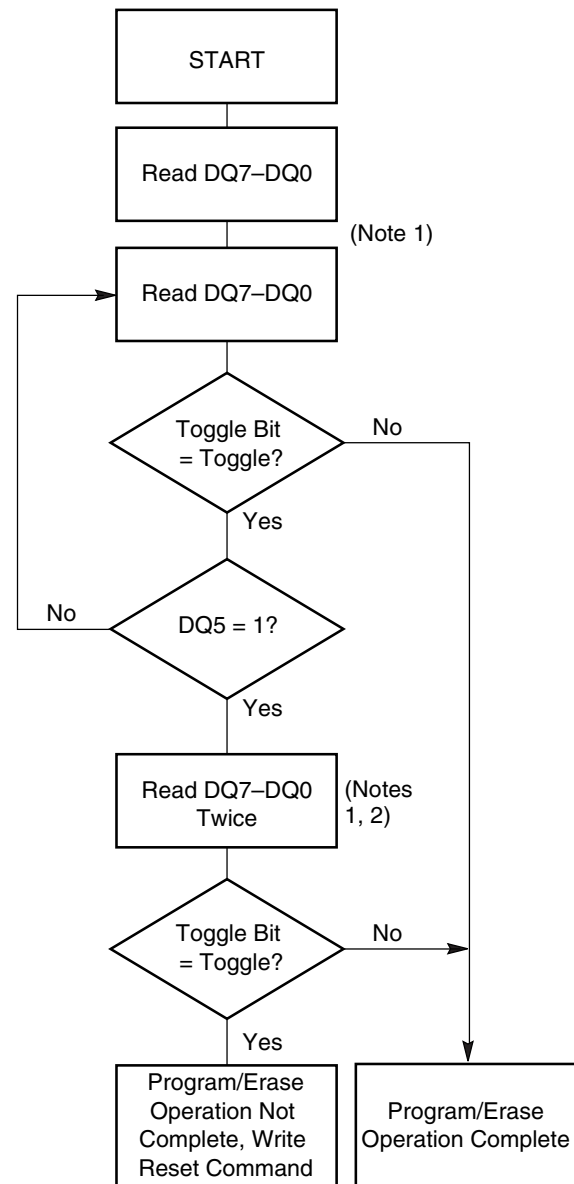 START
Read DQ7–DQ0
(Note 1)
Read DQ7–DQ0
Toggle Bit
= Toggle?
No
Yes
No
DQ5 = 1?
Yes
Read DQ7–DQ0
Twice
(Notes
1, 2)
Toggle Bit
= Toggle?
No
Yes
Program/Erase
Operation Not
Complete, Write
Reset Command
Program/Erase
Operation Complete